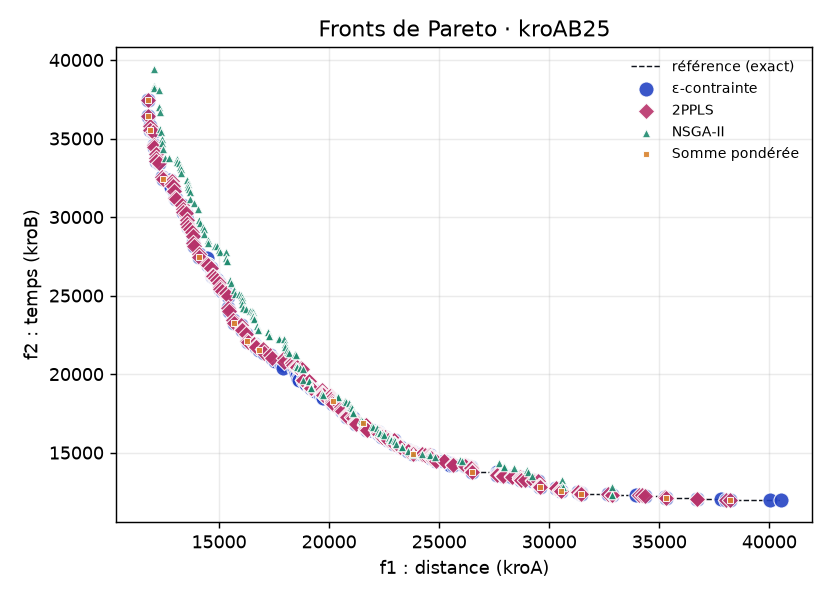 Fronts de Pareto · kroAB25
référence (exact)
ε-contrainte
2PPLS
NSGA-II
Somme pondérée
f2 : temps (kroB)
40000
35000
30000
25000
20000
15000
15000 20000 25000 30000 35000 40000
f1 : distance (kroA)